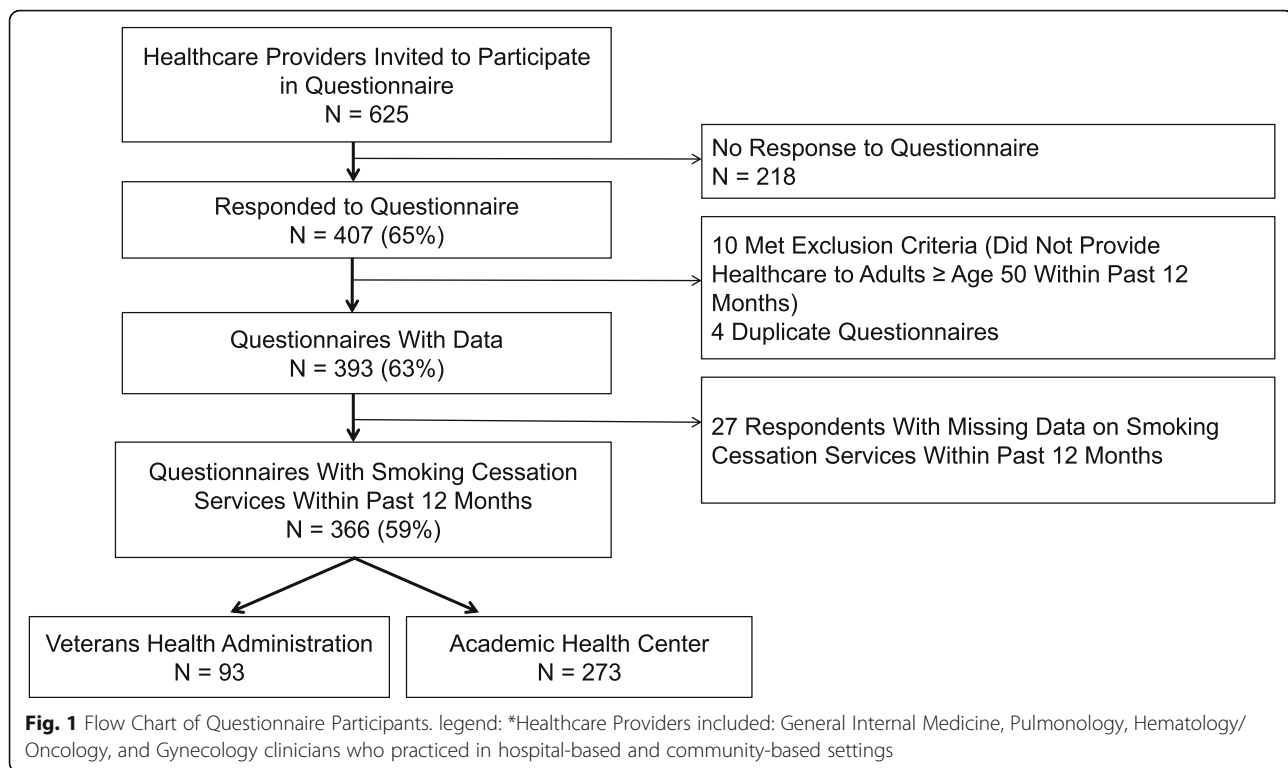 Healthcare Providers Invited to Participate
in Questionnaire
N = 625
No Response to Questionnaire
N = 218
Responded to Questionnaire
N = 407 (65%)
10 Met Exclusion Criteria (Did Not Provide
Healthcare to Adults ≥ Age 50 Within Past 12
Months)
4 Duplicate Questionnaires
Questionnaires With Data
N = 393 (63%)
27 Respondents With Missing Data on Smoking
Cessation Services Within Past 12 Months
Questionnaires With Smoking Cessation
Services Within Past 12 Months
N = 366 (59%)
Veterans Health Administration
N = 93
Academic Health Center
N = 273
Fig. 1 Flow Chart of Questionnaire Participants. legend: *Healthcare Providers included: General Internal Medicine, Pulmonology, Hematology/
Oncology, and Gynecology clinicians who practiced in hospital-based and community-based settings